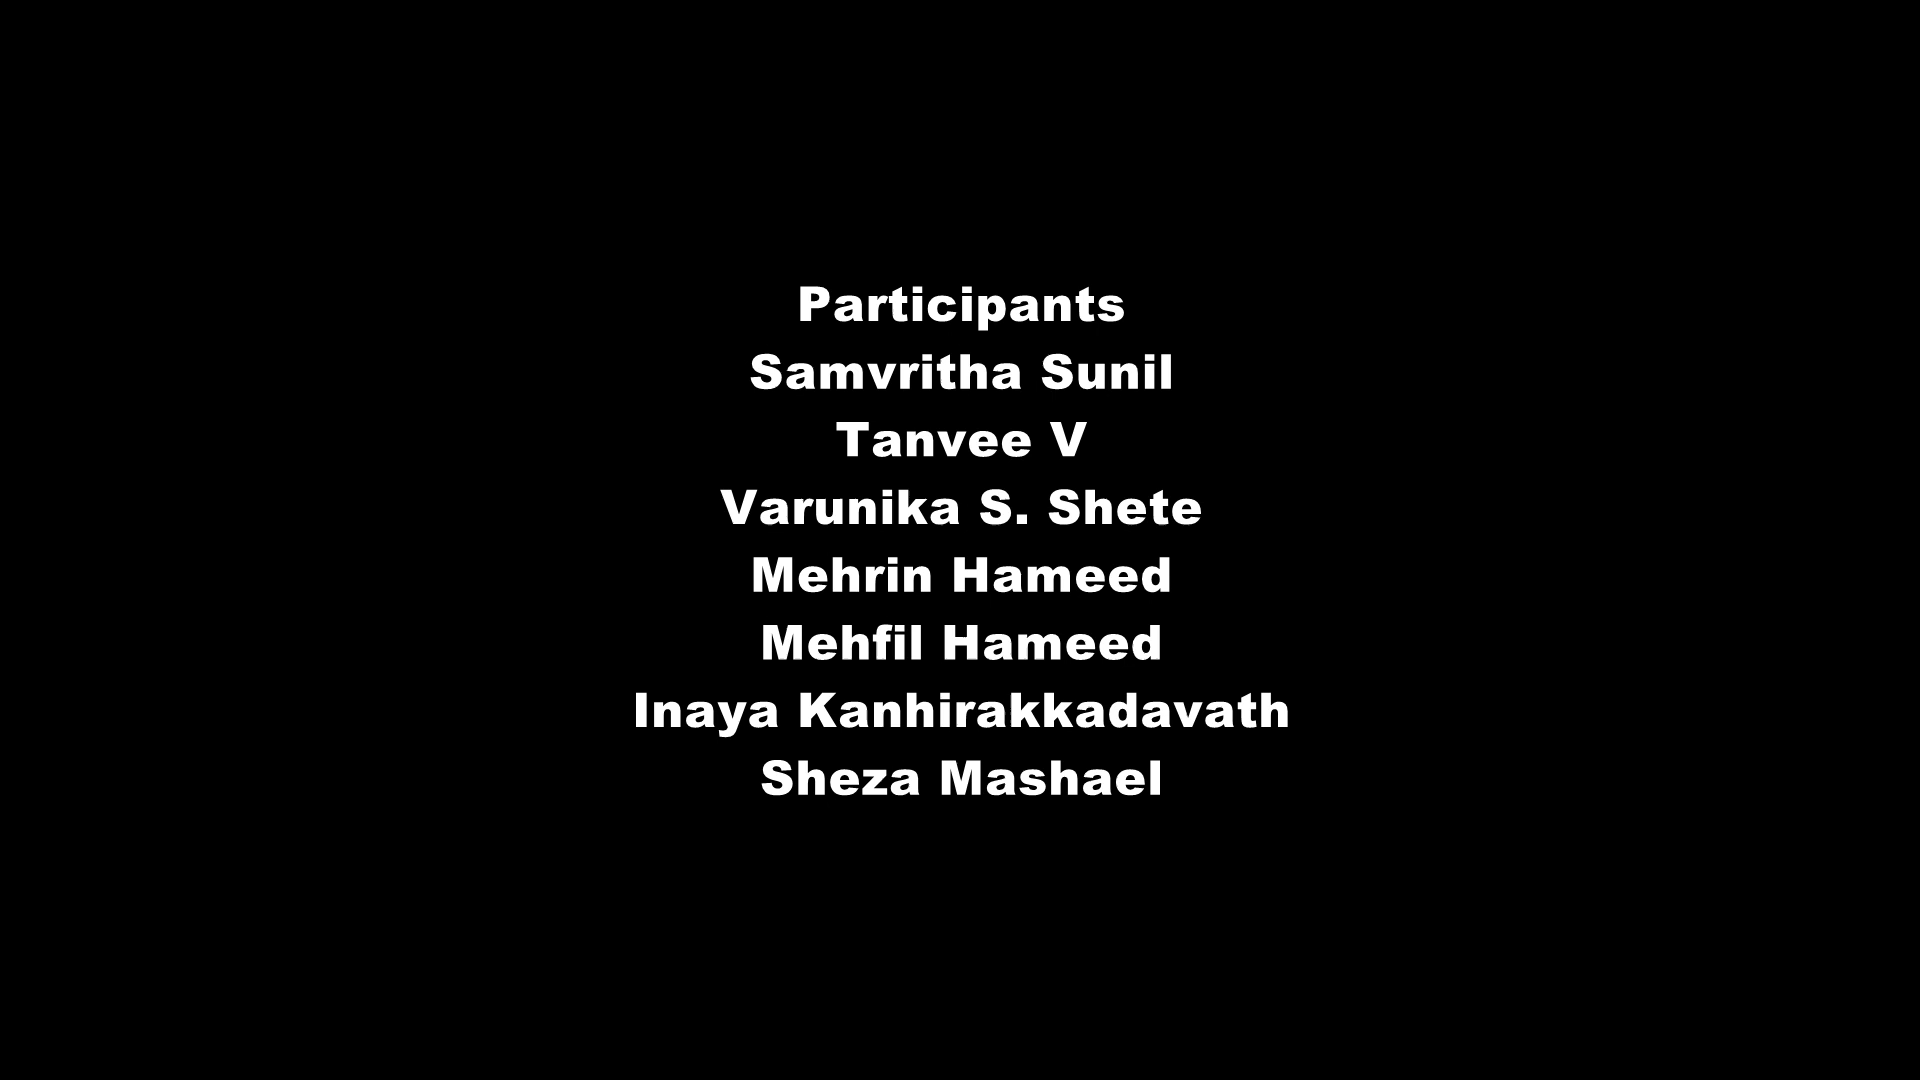 Participants
Samvritha Sunil
Tanvee V
Varunika S. Shete
Mehrin Hameed
Mehfil Hameed
Inaya Kanhirakkadavath
Sheza Mashael